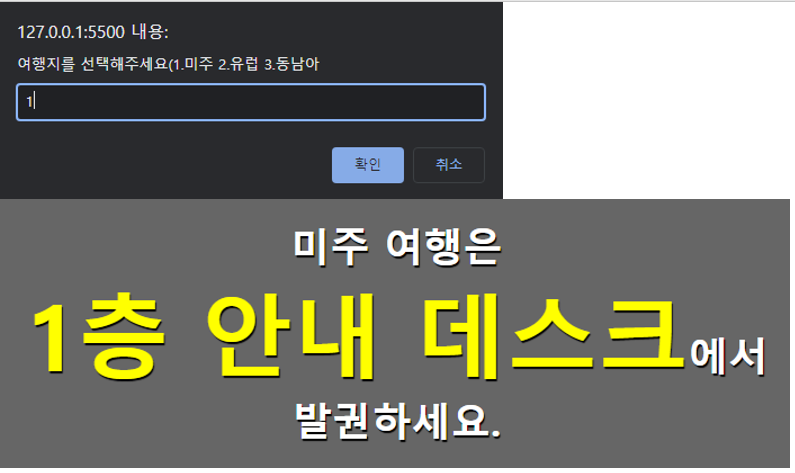 127.0.0.1:5500 내용:
여행지를 선택해주세요(1.미주 2.유럽 3.동남아
1
확인 취소
미주 여행은
1층 안내 데스크에서
발권하세요.